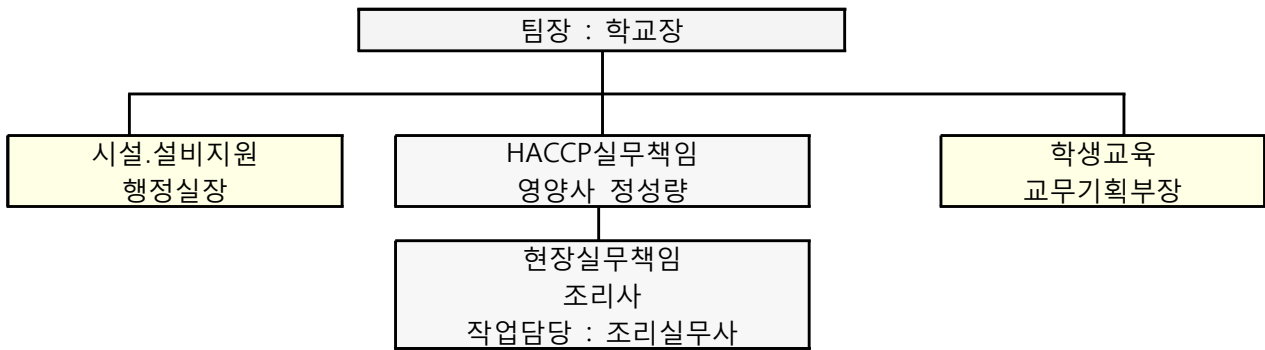 팀장 : 학교장
시설.설비지원
행정실장
HACCP실무책임
영양사 정성량
학생교육
교무기획부장
현장실무책임
조리사
작업담당 : 조리실무사